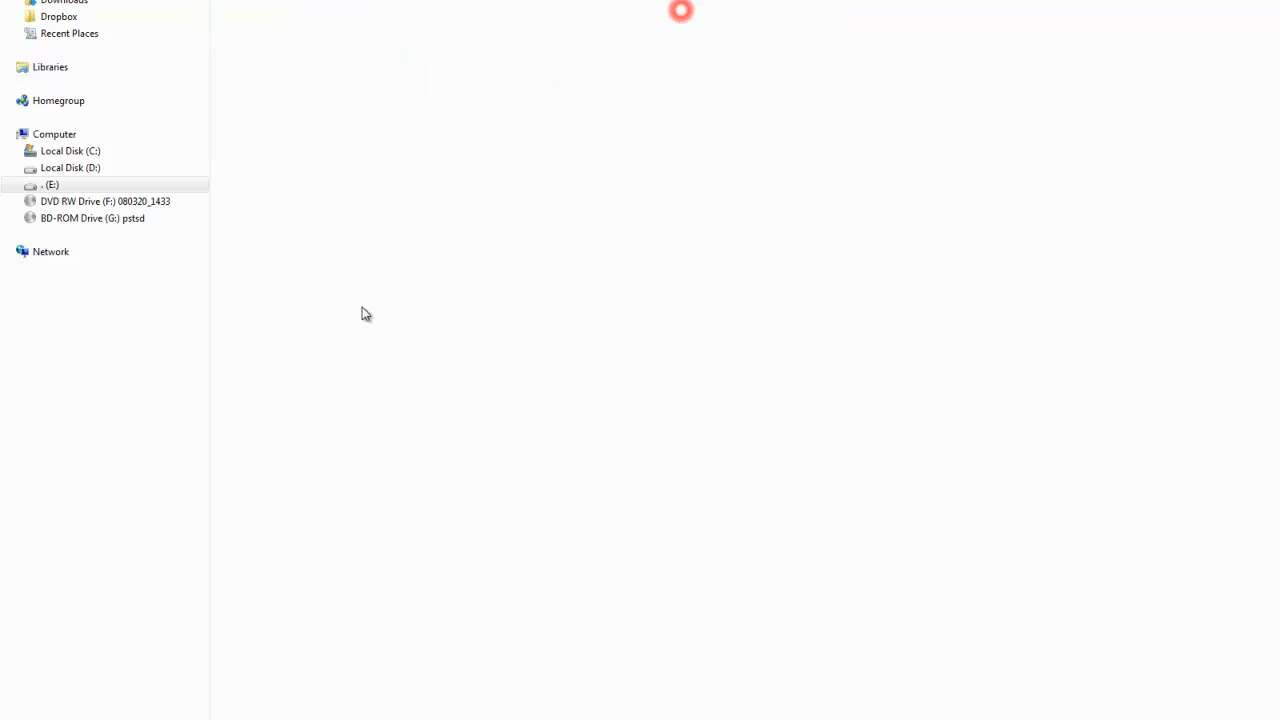 Downloads
Dropbox
Recent Places
Libraries
Homegroup
Computer
Local Disk (C:)
Local Disk (D:)
. (E:)
DVD RW Drive (F:) 080320_1433
BD-ROM Drive (G:) pstsd
Network